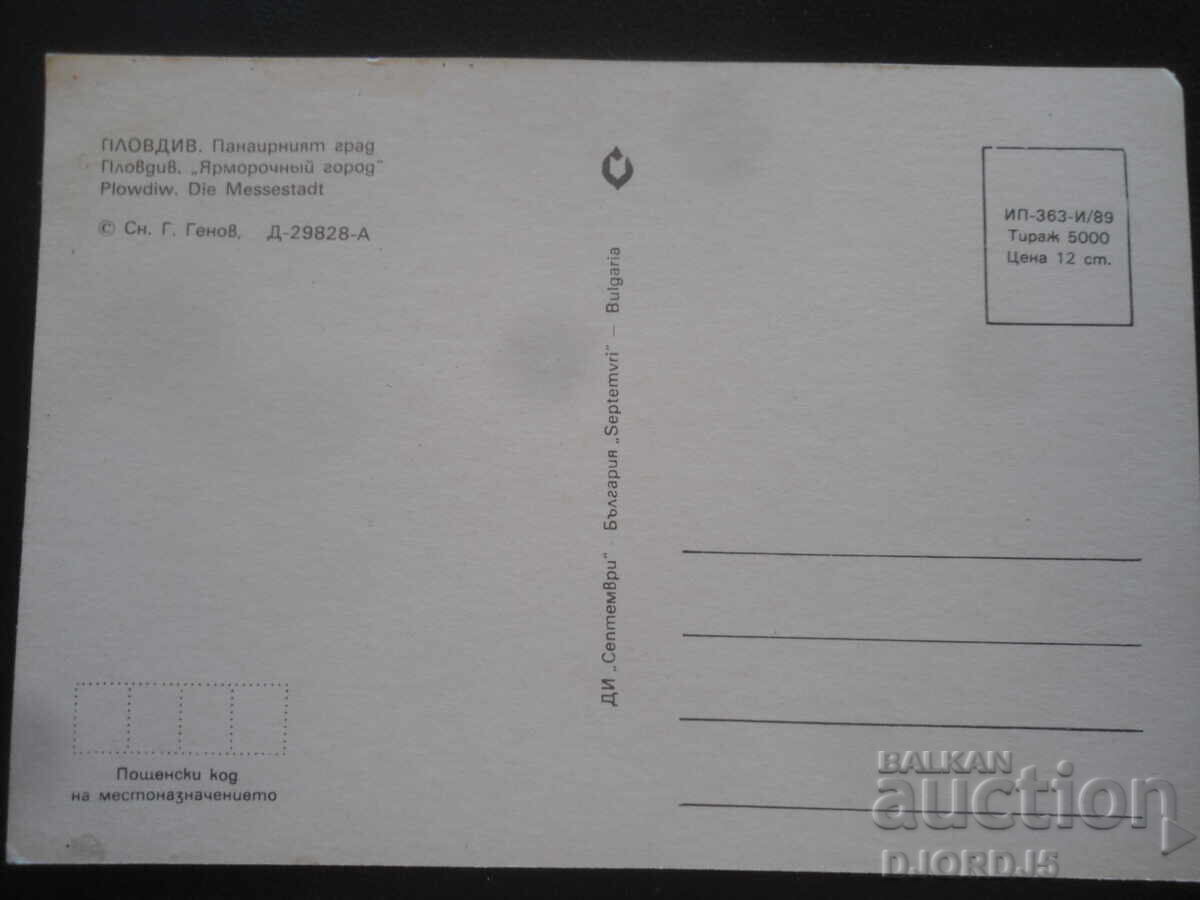 ПЛОВДИВ. Панаирният град
Пловдив. „Ярморочный город"
Plowdiw. Die Messestadt
© Сн. Г. Генов, Д-29828-А
ДИ „Септември" · България „Septemvri" – Bulgaria
ИП-363-И/89
Тираж 5000
Цена 12 ст.
Пощенски код
на местоназначението
BALKAN
auction
DJORDJ5